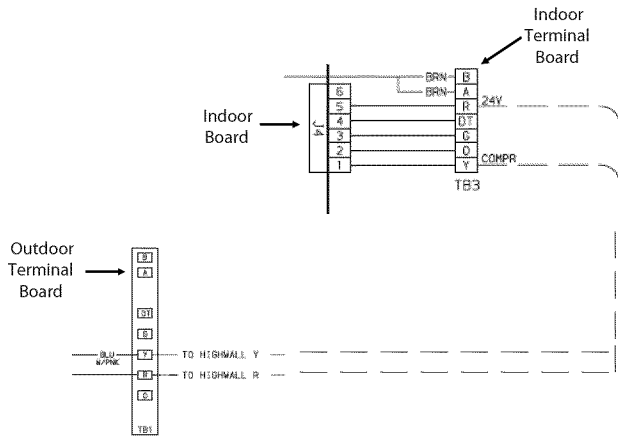 Indoor
Terminal
Board
BRN B
BRN A
6
5 R 24V
4 DT
3 G
2 O
1 Y COMPR
J4
TB3
Indoor
Board
Outdoor
Terminal
Board
B
A
DT
G
BLU Y TO HIGHWALL Y
W/PNK
R TO HIGHWALL R
O
TB1